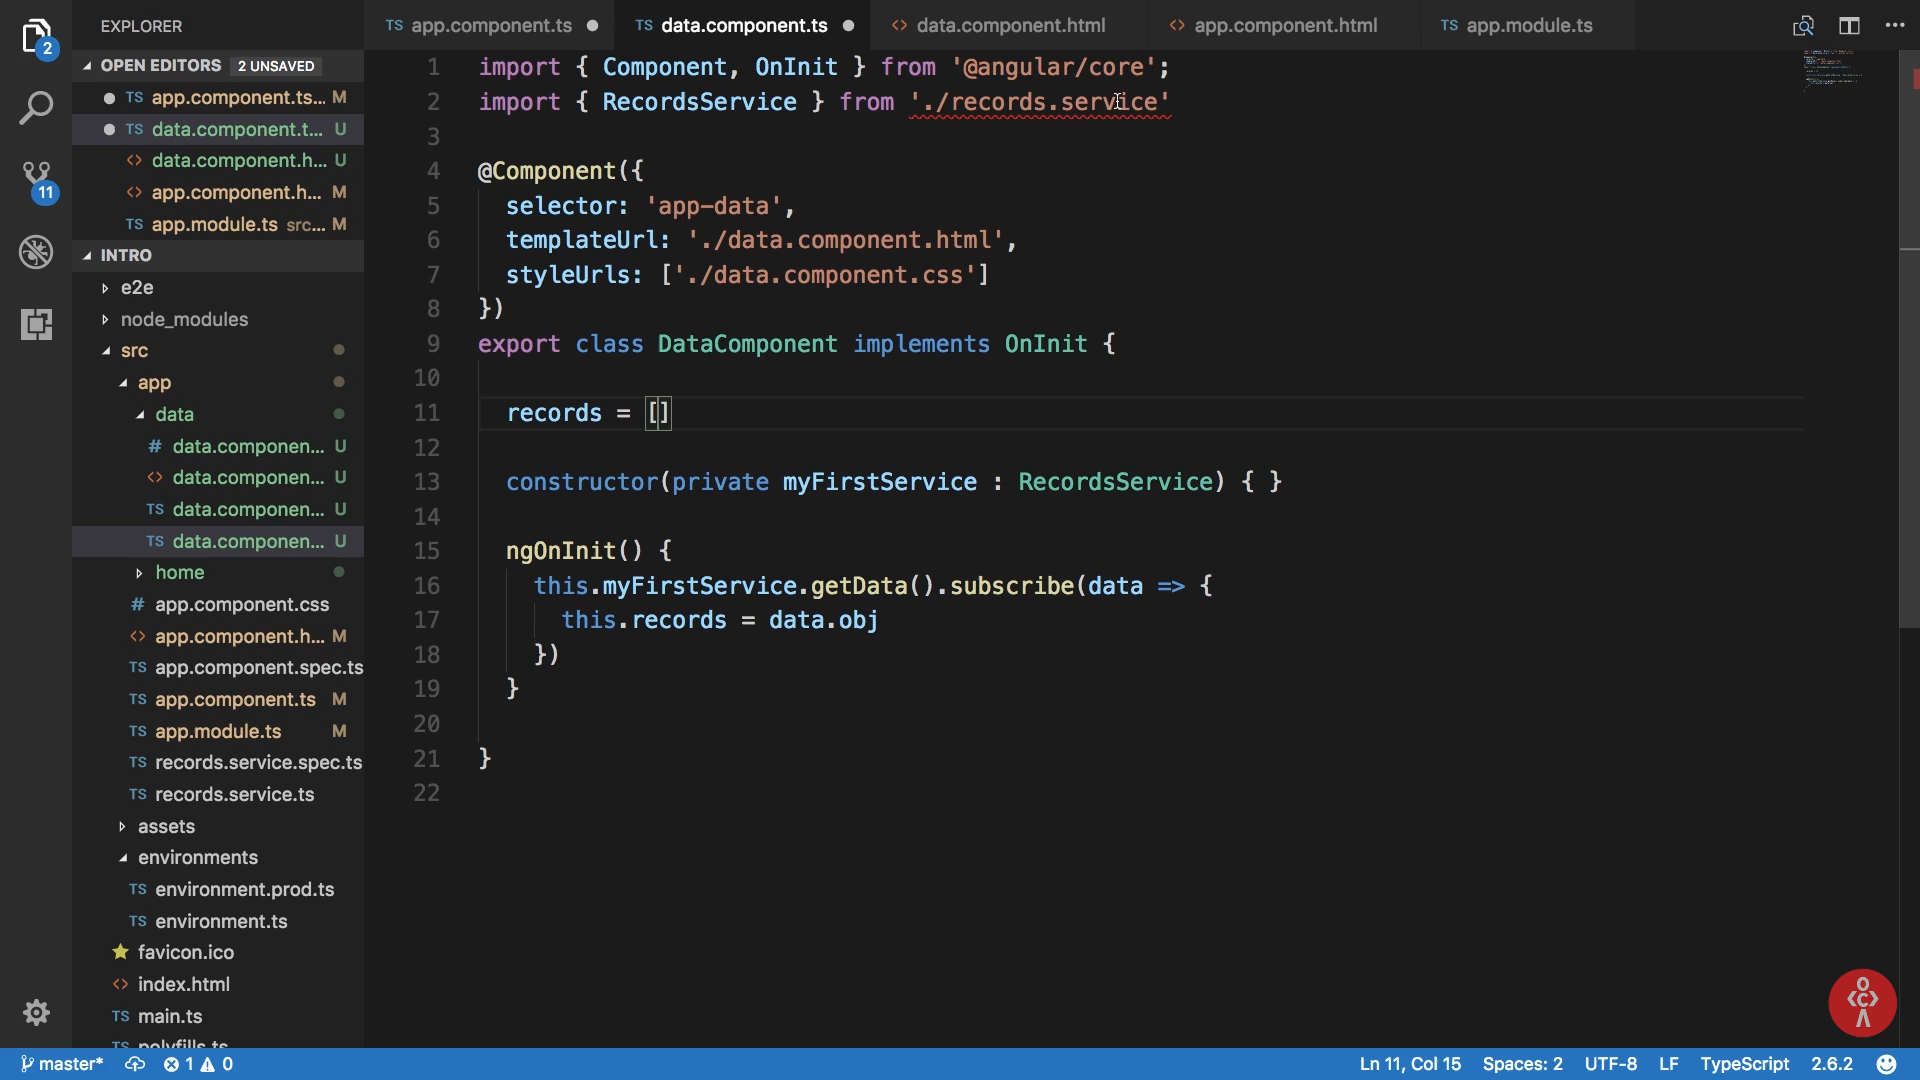 EXPLORER
TS app.component.ts
TS data.component.ts
<> data.component.html
<> app.component.html
TS app.module.ts
2
OPEN EDITORS 2 UNSAVED
TS app.component.ts... M
TS data.component.t... U
<> data.component.h... U
<> app.component.h... M
TS app.module.ts src... M
11
INTRO
e2e
node_modules
src
app
data
# data.componen... U
<> data.componen... U
TS data.componen... U
TS data.componen... U
home
# app.component.css
<> app.component.h... M
TS app.component.spec.ts
TS app.component.ts M
TS app.module.ts M
TS records.service.spec.ts
TS records.service.ts
assets
environments
TS environment.prod.ts
TS environment.ts
favicon.ico
<> index.html
TS main.ts
TS polyfills.ts
1 import { Component, OnInit } from '@angular/core';
2 import { RecordsService } from './records.service'
3
4 @Component({
5 selector: 'app-data',
6 templateUrl: './data.component.html',
7 styleUrls: ['./data.component.css']
8 })
9 export class DataComponent implements OnInit {
10
11 records = []
12
13 constructor(private myFirstService : RecordsService) { }
14
15 ngOnInit() {
16 this.myFirstService.getData().subscribe(data => {
17 this.records = data.obj
18 })
19 }
20
21 }
22
master* 1 0
Ln 11, Col 15 Spaces: 2 UTF-8 LF TypeScript 2.6.2